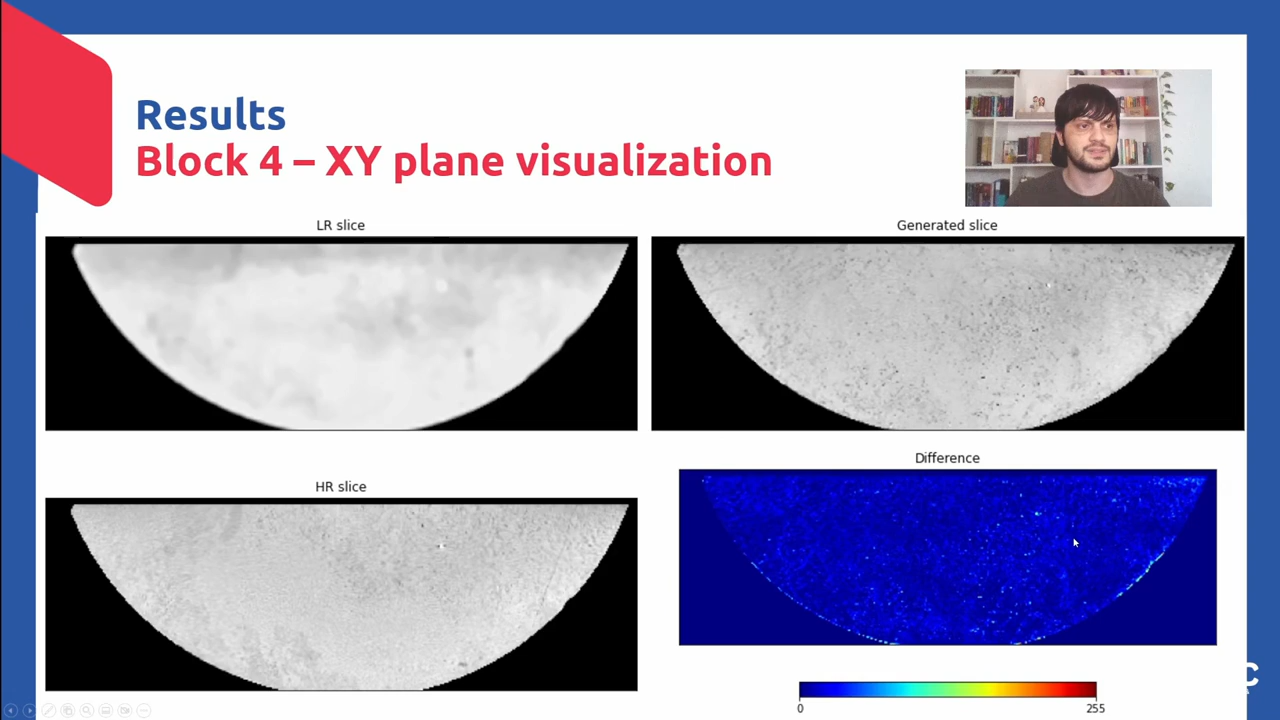 Results
Block 4 – XY plane visualization
LR slice
Generated slice
HR slice
Difference
0
255
C